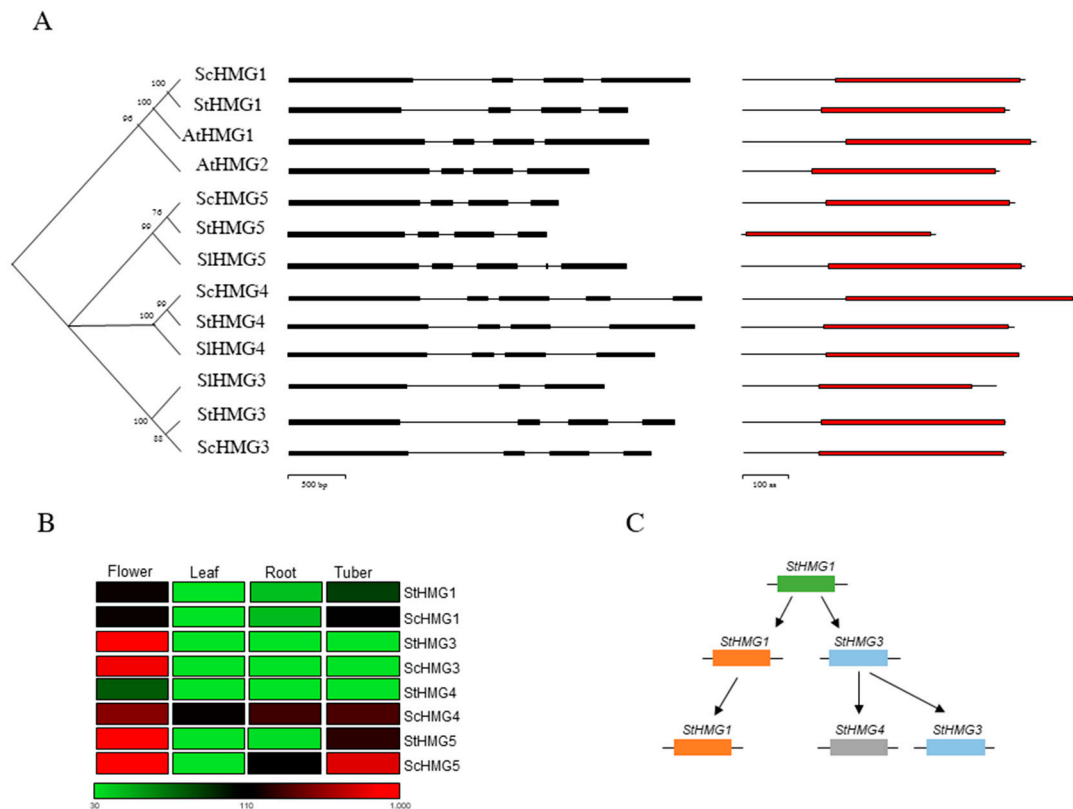 A
ScHMG1
StHMG1
AtHMG1
AtHMG2
ScHMG5
StHMG5
SlHMG5
ScHMG4
StHMG4
SlHMG4
SlHMG3
StHMG3
ScHMG3
100
100
96
76
99
99
100
100
88
500 bp
100 aa
B
Flower Leaf Root Tuber
StHMG1
ScHMG1
StHMG3
ScHMG3
StHMG4
ScHMG4
StHMG5
ScHMG5
30 110 1.000
C
StHMG1
StHMG1 StHMG3
StHMG1 StHMG4 StHMG3